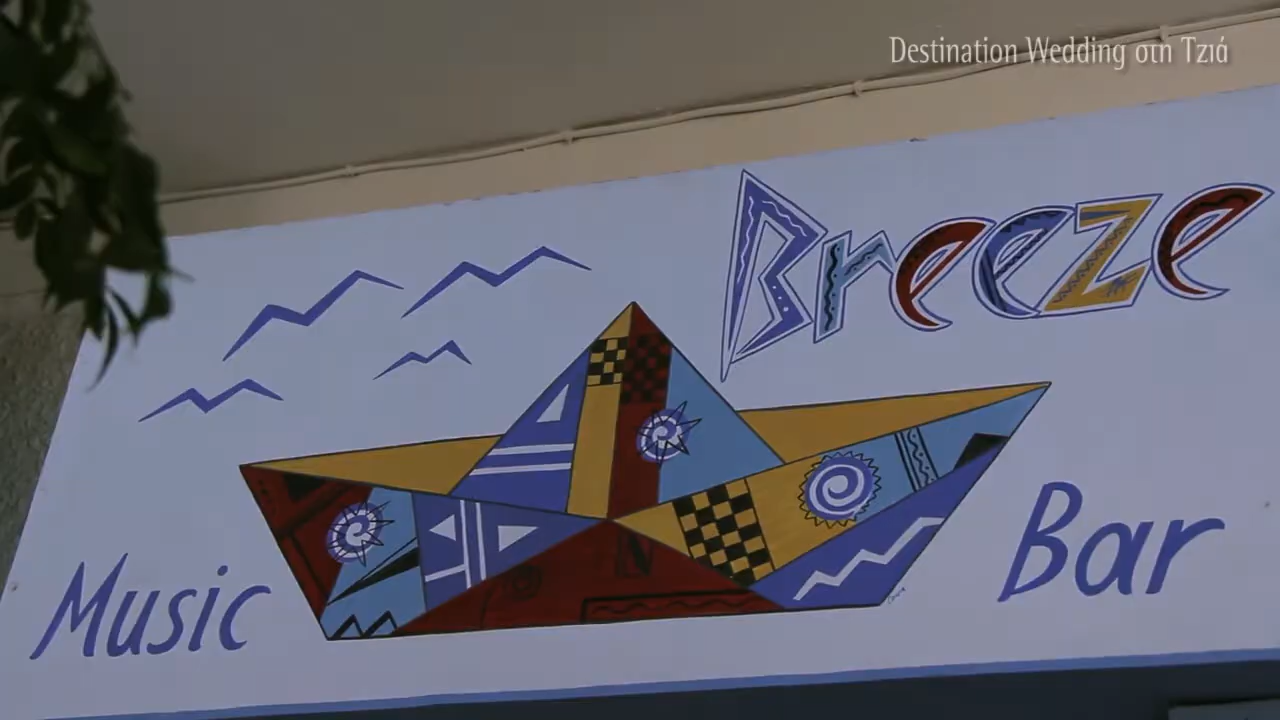 Destination Wedding στη Τζιά
Breeze
Music
Bar